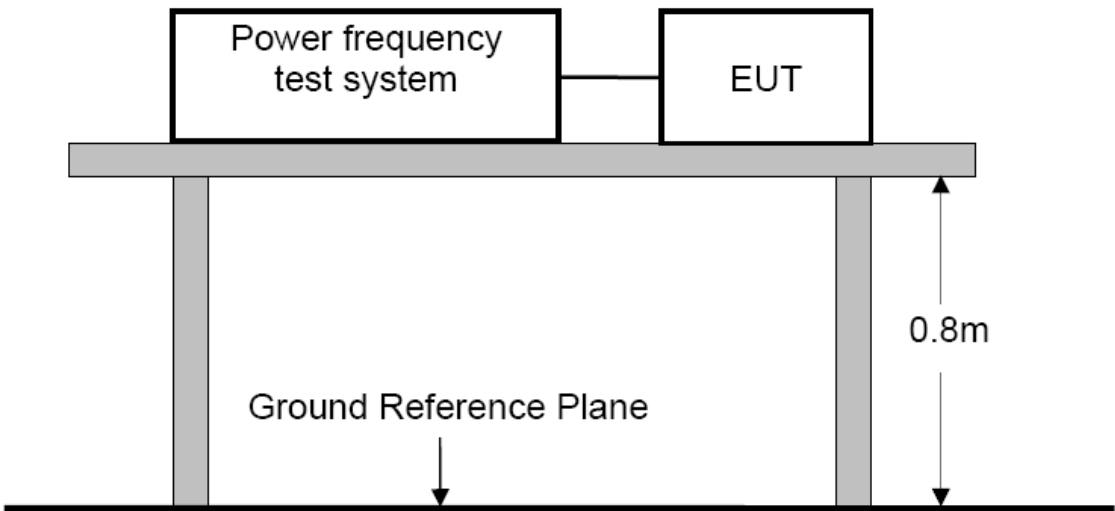 Power frequency
test system
EUT
0.8m
Ground Reference Plane